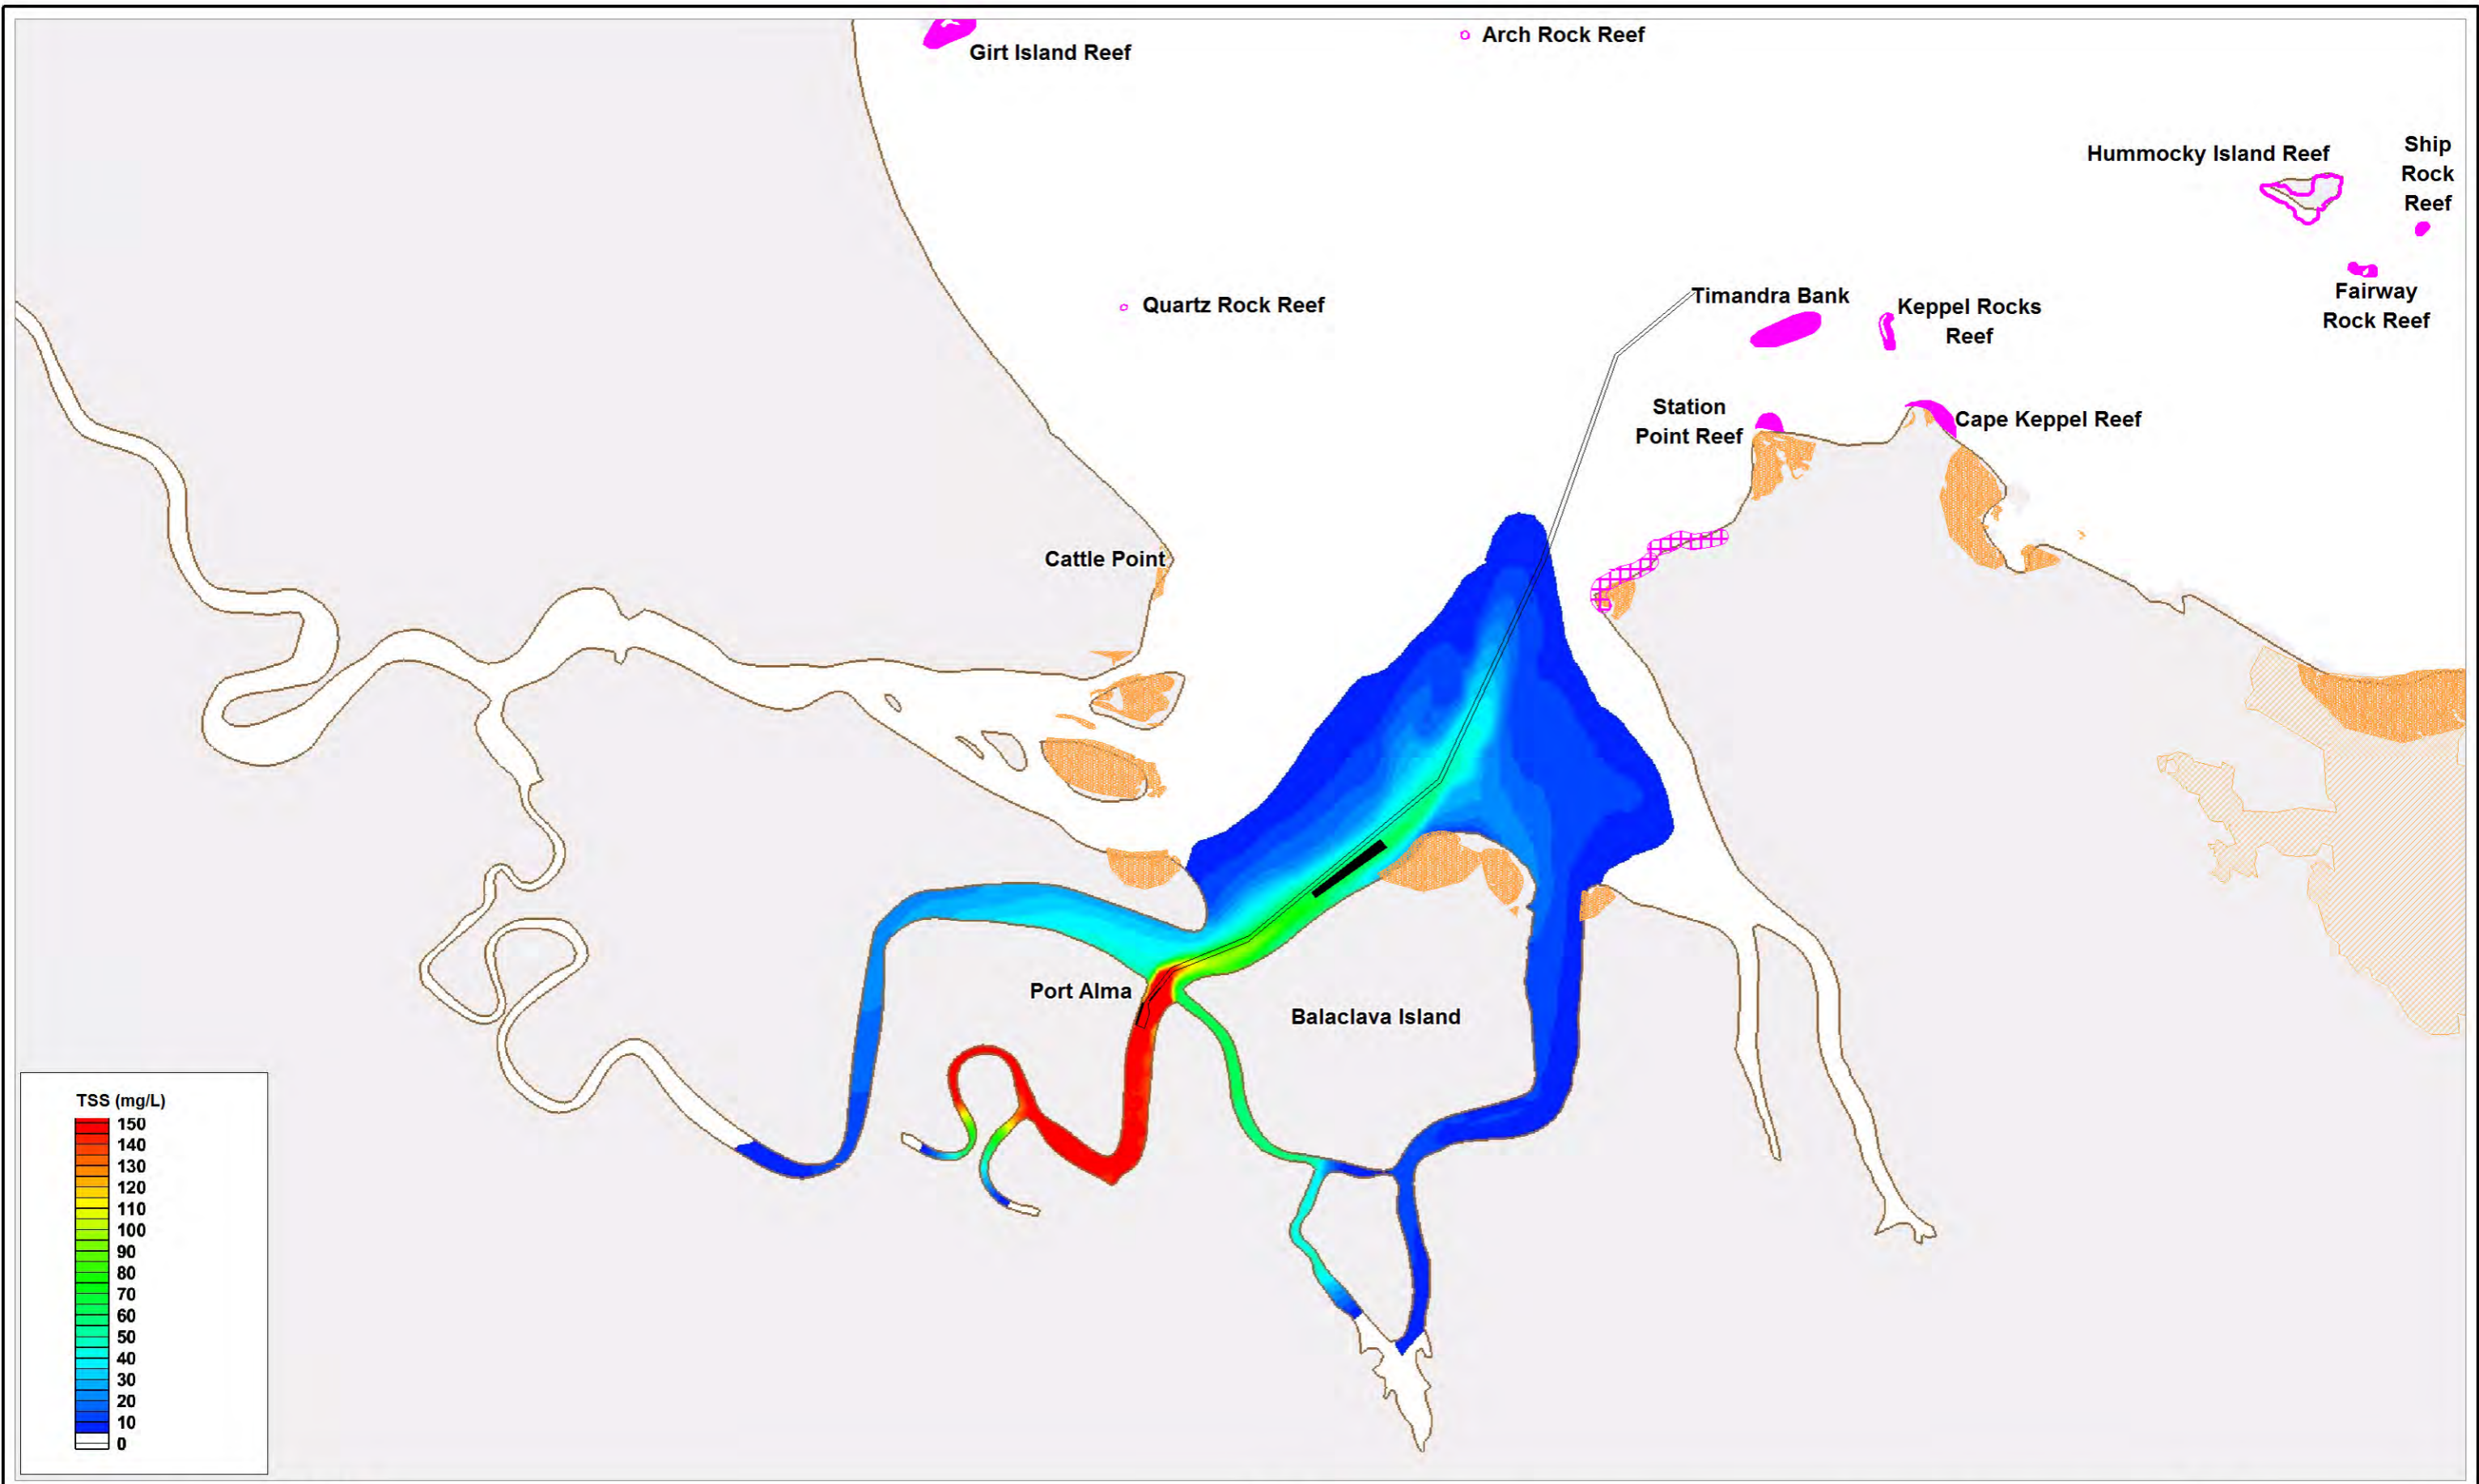 Girt Island Reef
Arch Rock Reef
Hummocky Island Reef
Ship
Rock
Reef
Quartz Rock Reef
Timandra Bank
Keppel Rocks
Reef
Fairway
Rock Reef
Station
Point Reef
Cape Keppel Reef
Cattle Point
Port Alma
Balaclava Island
TSS (mg/L)
150
140
130
120
110
100
90
80
70
60
50
40
30
20
10
0